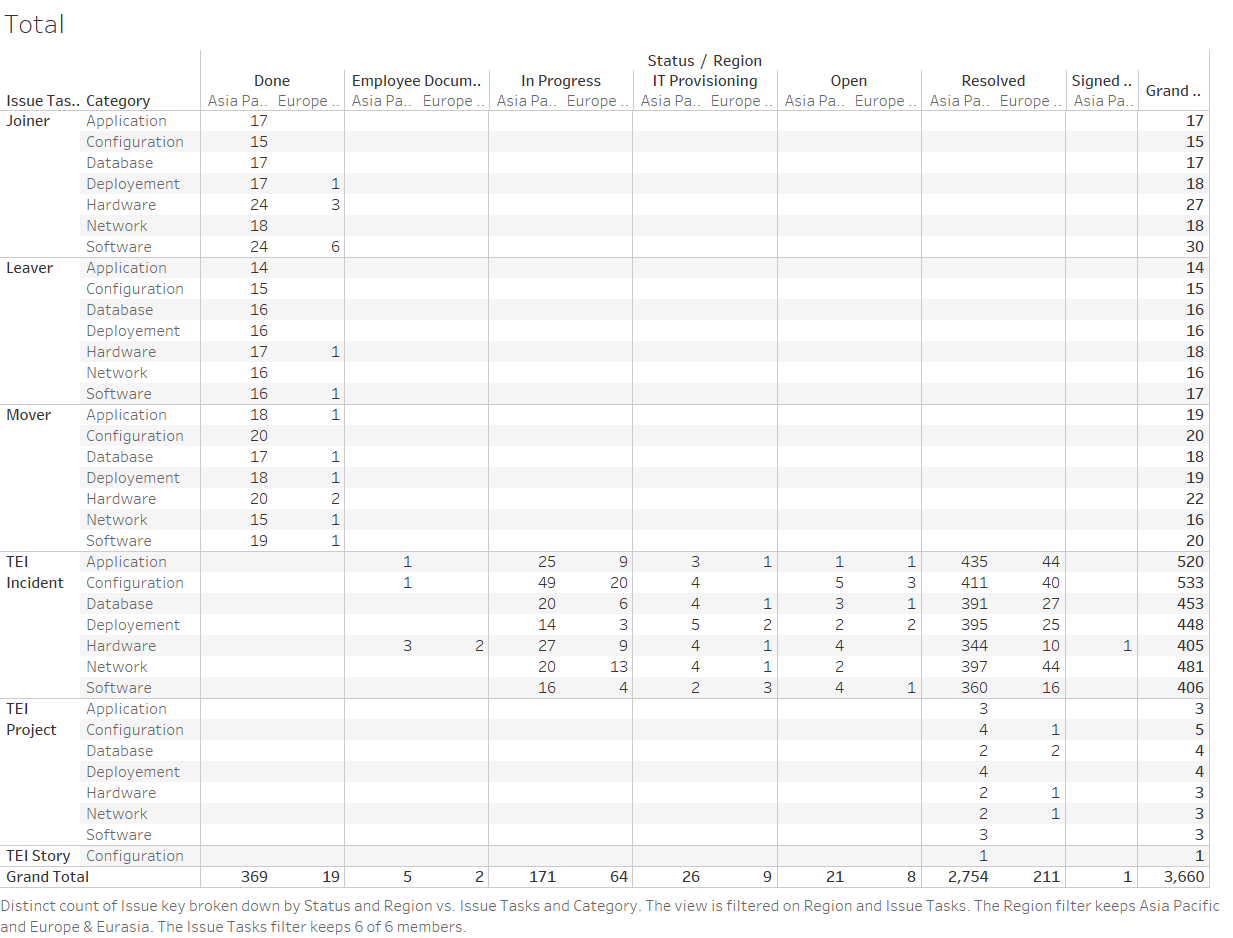 Total
Status / Region
Done Employee Docum.. In Progress IT Provisioning Open Resolved Signed .. Grand ..
Issue Tas.. Category Asia Pa.. Europe .. Asia Pa.. Europe .. Asia Pa.. Europe .. Asia Pa.. Europe .. Asia Pa.. Europe .. Asia Pa.. Europe .. Asia Pa..
Joiner Application 17 17
Configuration 15 15
Database 17 17
Deployement 17 1 18
Hardware 24 3 27
Network 18 18
Software 24 6 30
Leaver Application 14 14
Configuration 15 15
Database 16 16
Deployement 16 16
Hardware 17 1 18
Network 16 16
Software 16 1 17
Mover Application 18 1 19
Configuration 20 20
Database 17 1 18
Deployement 18 1 19
Hardware 20 2 22
Network 15 1 16
Software 19 1 20
TEI Application 1 25 9 3 1 1 1 435 44 520
Incident Configuration 1 49 20 4 5 3 411 40 533
Database 20 6 4 1 3 1 391 27 453
Deployement 14 3 5 2 2 2 395 25 448
Hardware 3 2 27 9 4 1 4 344 10 1 405
Network 20 13 4 1 2 397 44 481
Software 16 4 2 3 4 1 360 16 406
TEI Application 3 3
Project Configuration 4 1 5
Database 2 2 4
Deployement 4 4
Hardware 2 1 3
Network 2 1 3
Software 3 3
TEI Story Configuration 1 1
Grand Total 369 19 5 2 171 64 26 9 21 8 2,754 211 1 3,660
Distinct count of Issue key broken down by Status and Region vs. Issue Tasks and Category. The view is filtered on Region and Issue Tasks. The Region filter keeps Asia Pacific
and Europe & Eurasia. The Issue Tasks filter keeps 6 of 6 members.